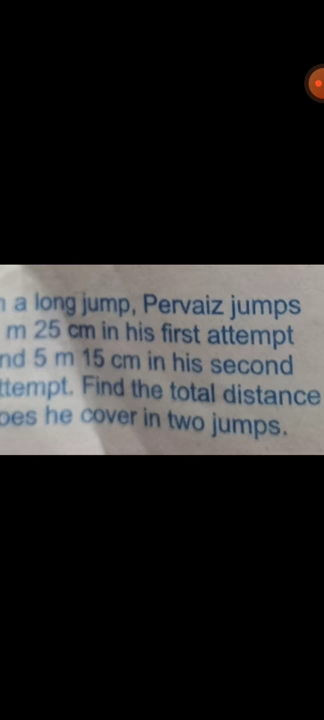 a long jump, Pervaiz jumps
m 25 cm in his first attempt
nd 5 m 15 cm in his second
ttempt. Find the total distance
oes he cover in two jumps.